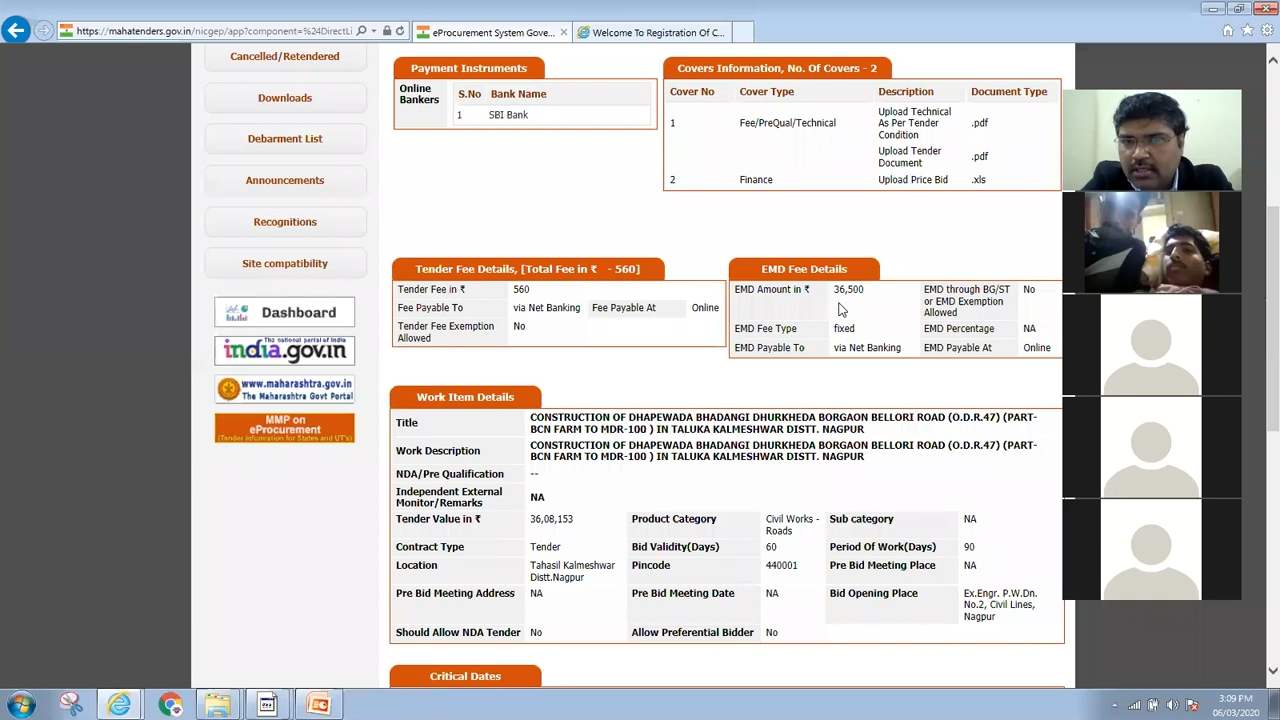 https://mahatenders.gov.in/nicgep/app?component=%24DirectLi
eProcurement System Gove...
Welcome To Registration Of C...
Cancelled/Retendered
Downloads
Debarment List
Announcements
Recognitions
Site compatibility
Dashboard
The national portal of India
india.gov.in
www.maharashtra.gov.in
The Maharashtra Govt Portal
MMP on
eProcurement
(Tender information for States and UT's)
Payment Instruments
Online
Bankers
S.No Bank Name
1 SBI Bank
Covers Information, No. Of Covers - 2
Cover No Cover Type Description Document Type
1 Fee/PreQual/Technical Upload Technical
As Per Tender
Condition .pdf
Upload Tender
Document .pdf
2 Finance Upload Price Bid .xls
Tender Fee Details, [Total Fee in ₹ - 560]
Tender Fee in ₹ 560
Fee Payable To via Net Banking Fee Payable At Online
Tender Fee Exemption
Allowed No
EMD Fee Details
EMD Amount in ₹ 36,500 EMD through BG/ST
or EMD Exemption
Allowed No
EMD Fee Type fixed EMD Percentage NA
EMD Payable To via Net Banking EMD Payable At Online
Work Item Details
Title CONSTRUCTION OF DHAPEWADA BHADANGI DHURKHEDA BORGAON BELLORI ROAD (O.D.R.47) (PART-
BCN FARM TO MDR-100 ) IN TALUKA KALMESHWAR DISTT. NAGPUR
Work Description CONSTRUCTION OF DHAPEWADA BHADANGI DHURKHEDA BORGAON BELLORI ROAD (O.D.R.47) (PART-
BCN FARM TO MDR-100 ) IN TALUKA KALMESHWAR DISTT. NAGPUR
NDA/Pre Qualification --
Independent External
Monitor/Remarks NA
Tender Value in ₹ 36,08,153 Product Category Civil Works -
Roads Sub category NA
Contract Type Tender Bid Validity(Days) 60 Period Of Work(Days) 90
Location Tahasil Kalmeshwar
Distt.Nagpur Pincode 440001 Pre Bid Meeting Place NA
Pre Bid Meeting Address NA Pre Bid Meeting Date NA Bid Opening Place Ex.Engr. P.W.Dn.
No.2, Civil Lines,
Nagpur
Should Allow NDA Tender No Allow Preferential Bidder No
Critical Dates
3:09 PM
06/03/2020